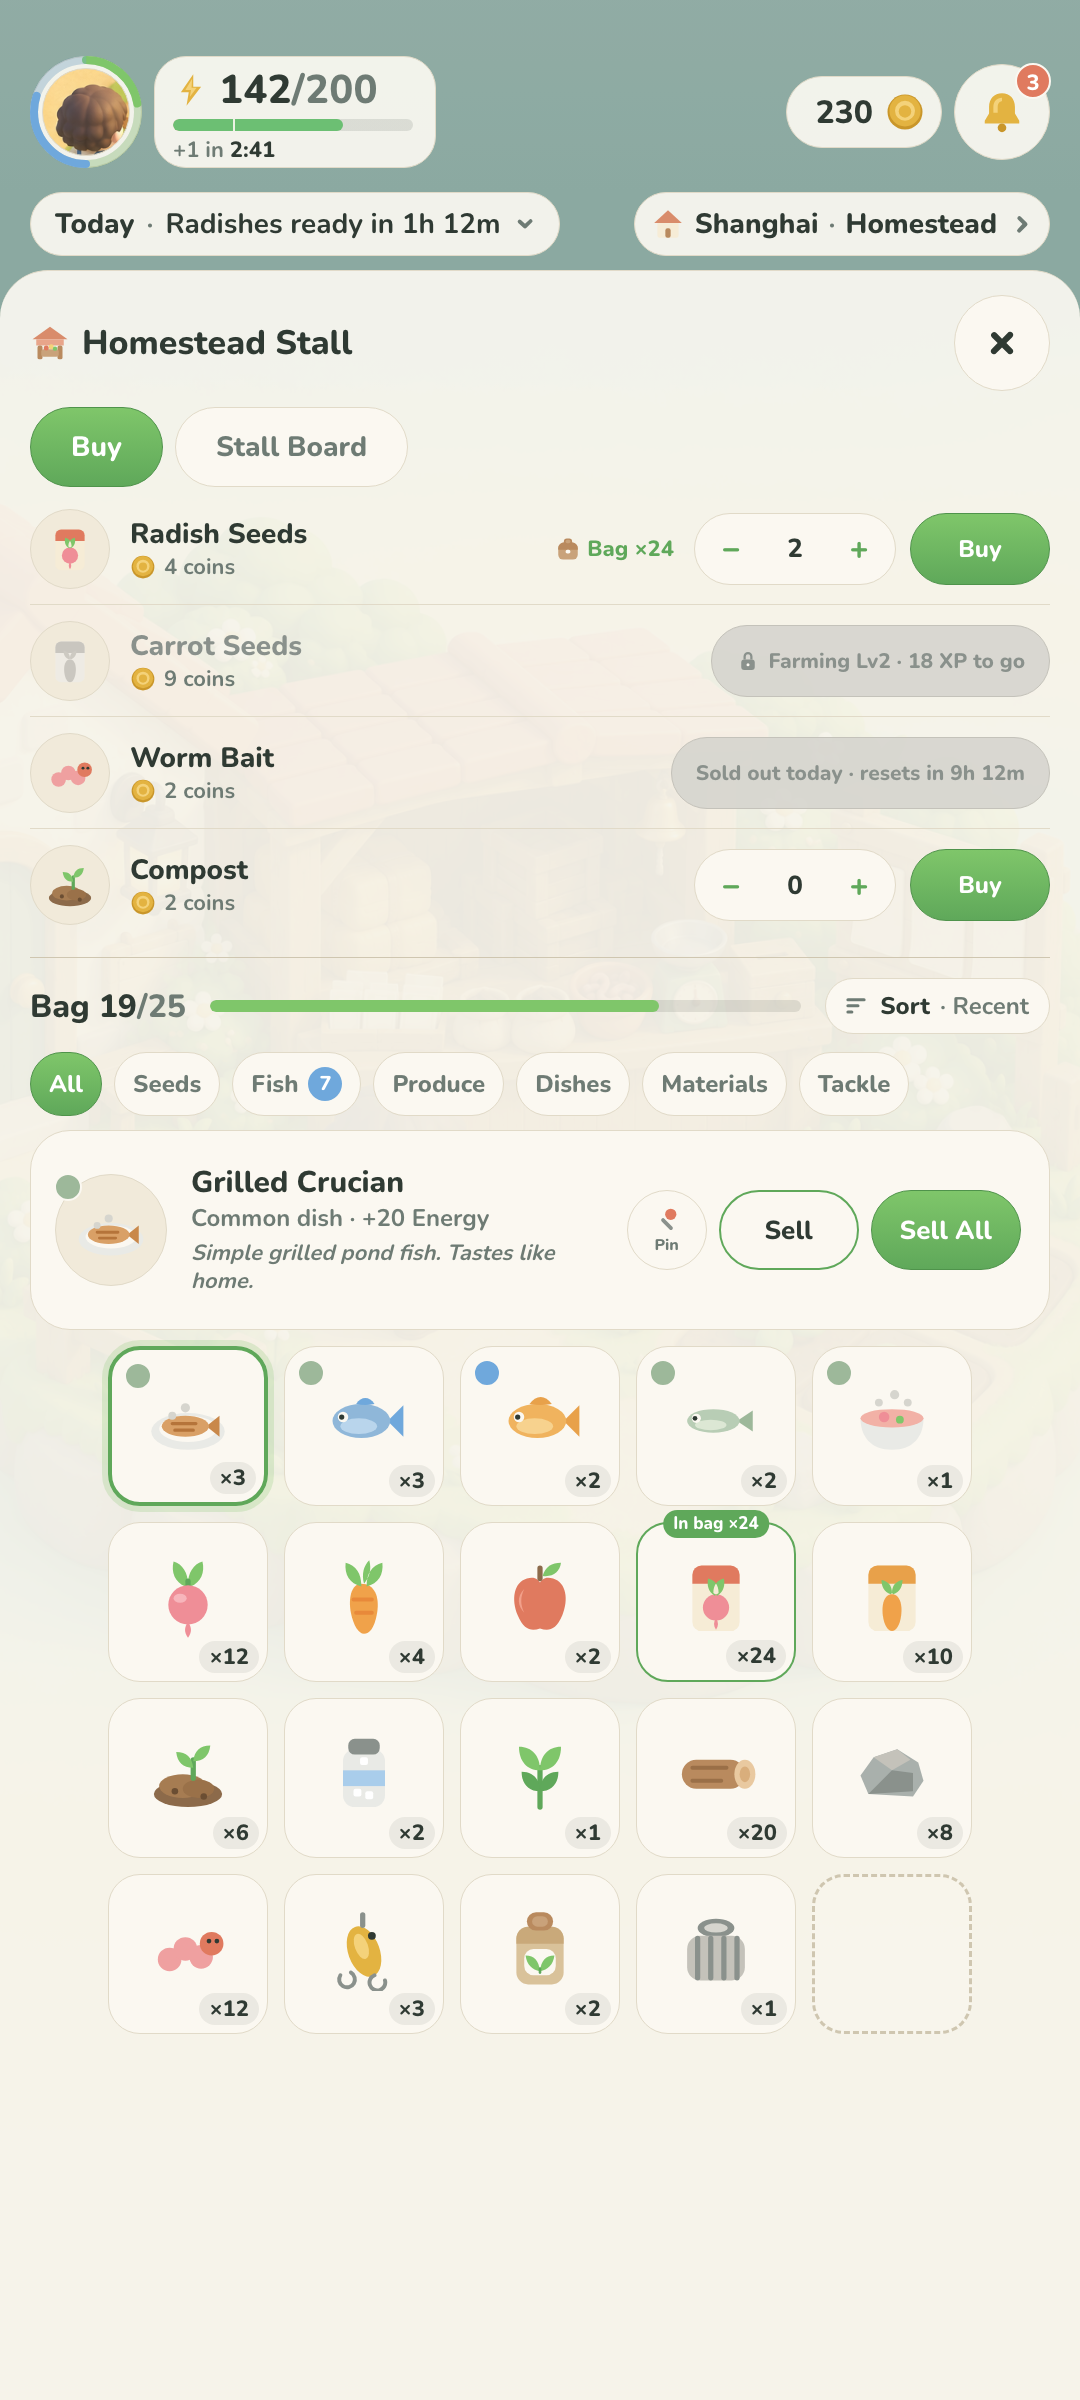 142/200
+1 in 2:41
230
3
Today · Radishes ready in 1h 12m
Shanghai · Homestead
Homestead Stall
Buy
Stall Board
Radish Seeds
4 coins
Bag ×24
2
Buy
Carrot Seeds
9 coins
Farming Lv2 · 18 XP to go
Worm Bait
2 coins
Sold out today · resets in 9h 12m
Compost
2 coins
0
Buy
Bag 19/25
Sort · Recent
All
Seeds
Fish 7
Produce
Dishes
Materials
Tackle
Grilled Crucian
Common dish · +20 Energy
Simple grilled pond fish. Tastes like
home.
Pin
Sell
Sell All
×3
×3
×2
×2
×1
In bag ×24
×12
×4
×2
×24
×10
×6
×2
×1
×20
×8
×12
×3
×2
×1